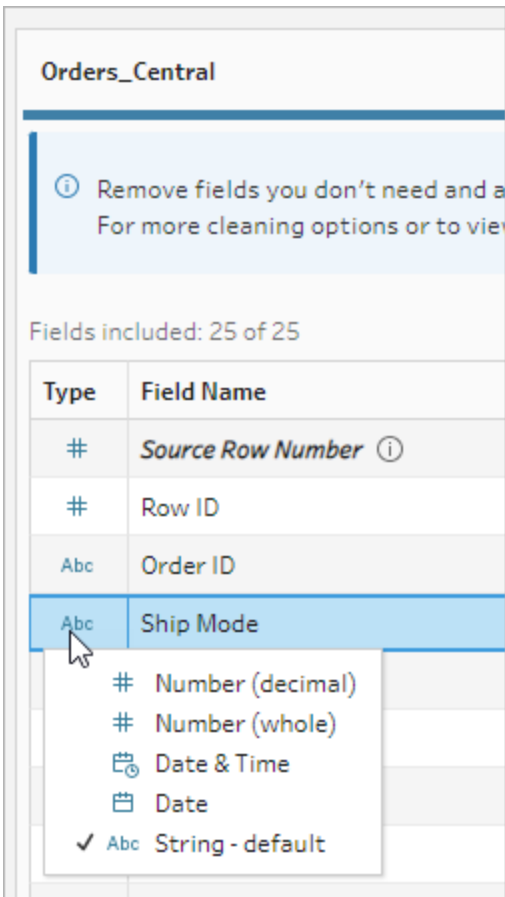 Orders_Central
Remove fields you don't need and a
For more cleaning options or to vie
Fields included: 25 of 25
Type Field Name
# Source Row Number
# Row ID
Abc Order ID
Abc Ship Mode
# Number (decimal)
# Number (whole)
Date & Time
Date
Abc String - default